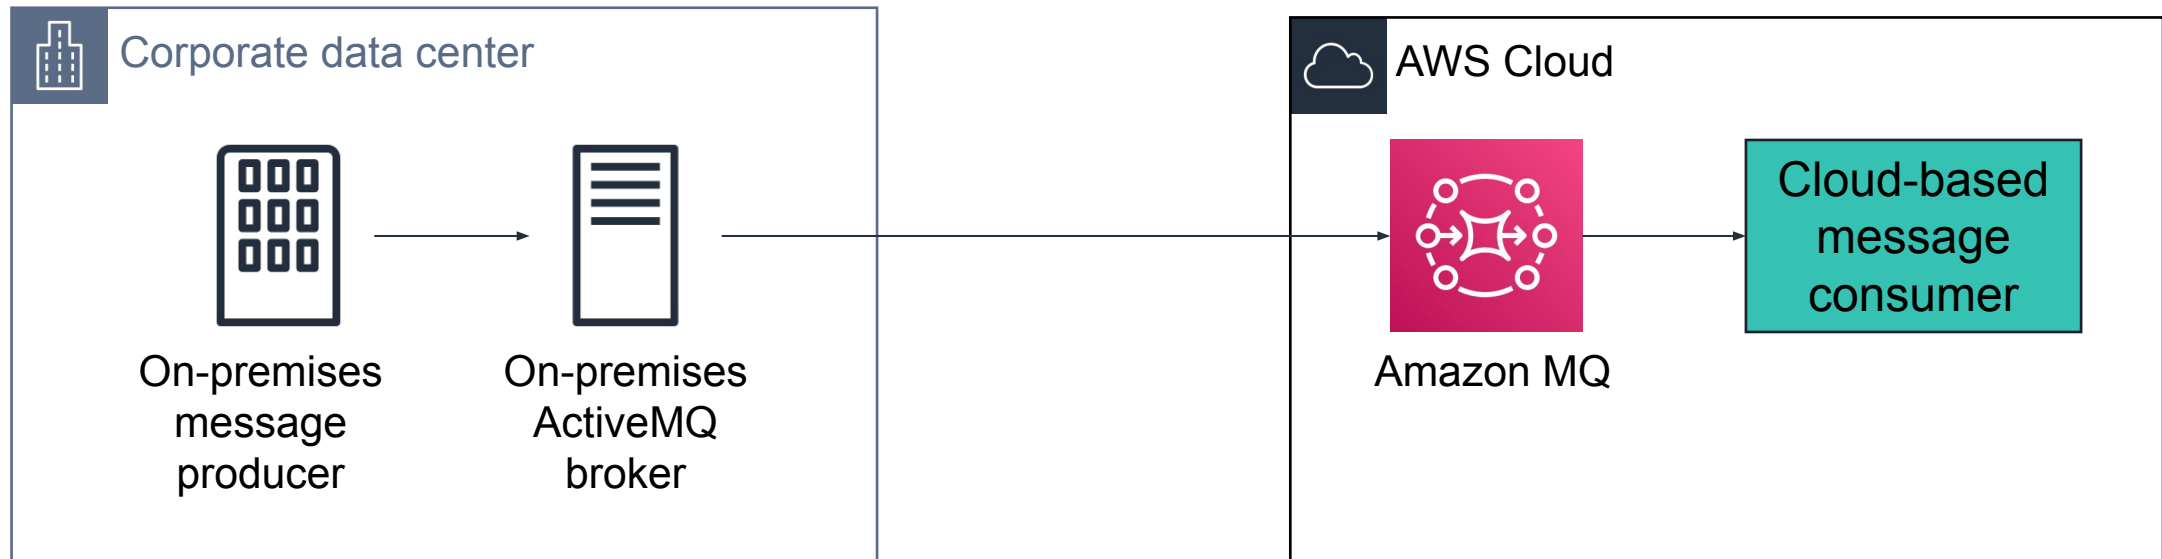 Corporate data center
AWS Cloud
On-premises
message
producer
On-premises
ActiveMQ
broker
Amazon MQ
Cloud-based
message
consumer